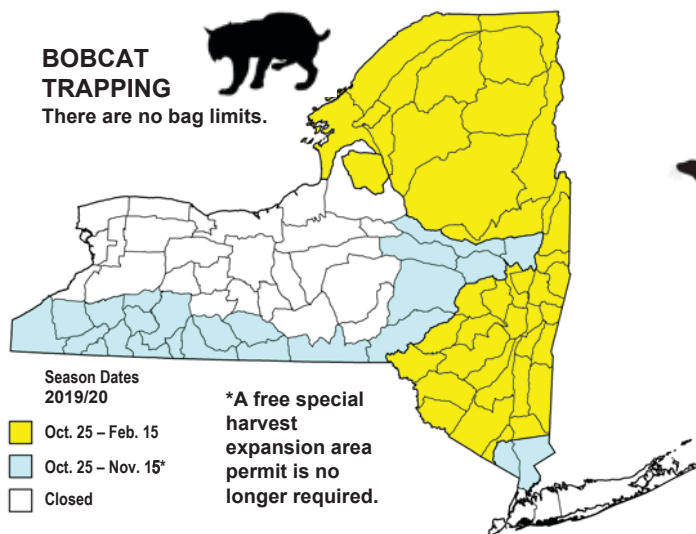 BOBCAT
TRAPPING
There are no bag limits.
Season Dates
2019/20
Oct. 25 – Feb. 15
Oct. 25 – Nov. 15*
Closed
*A free special
harvest
expansion area
permit is no
longer required.